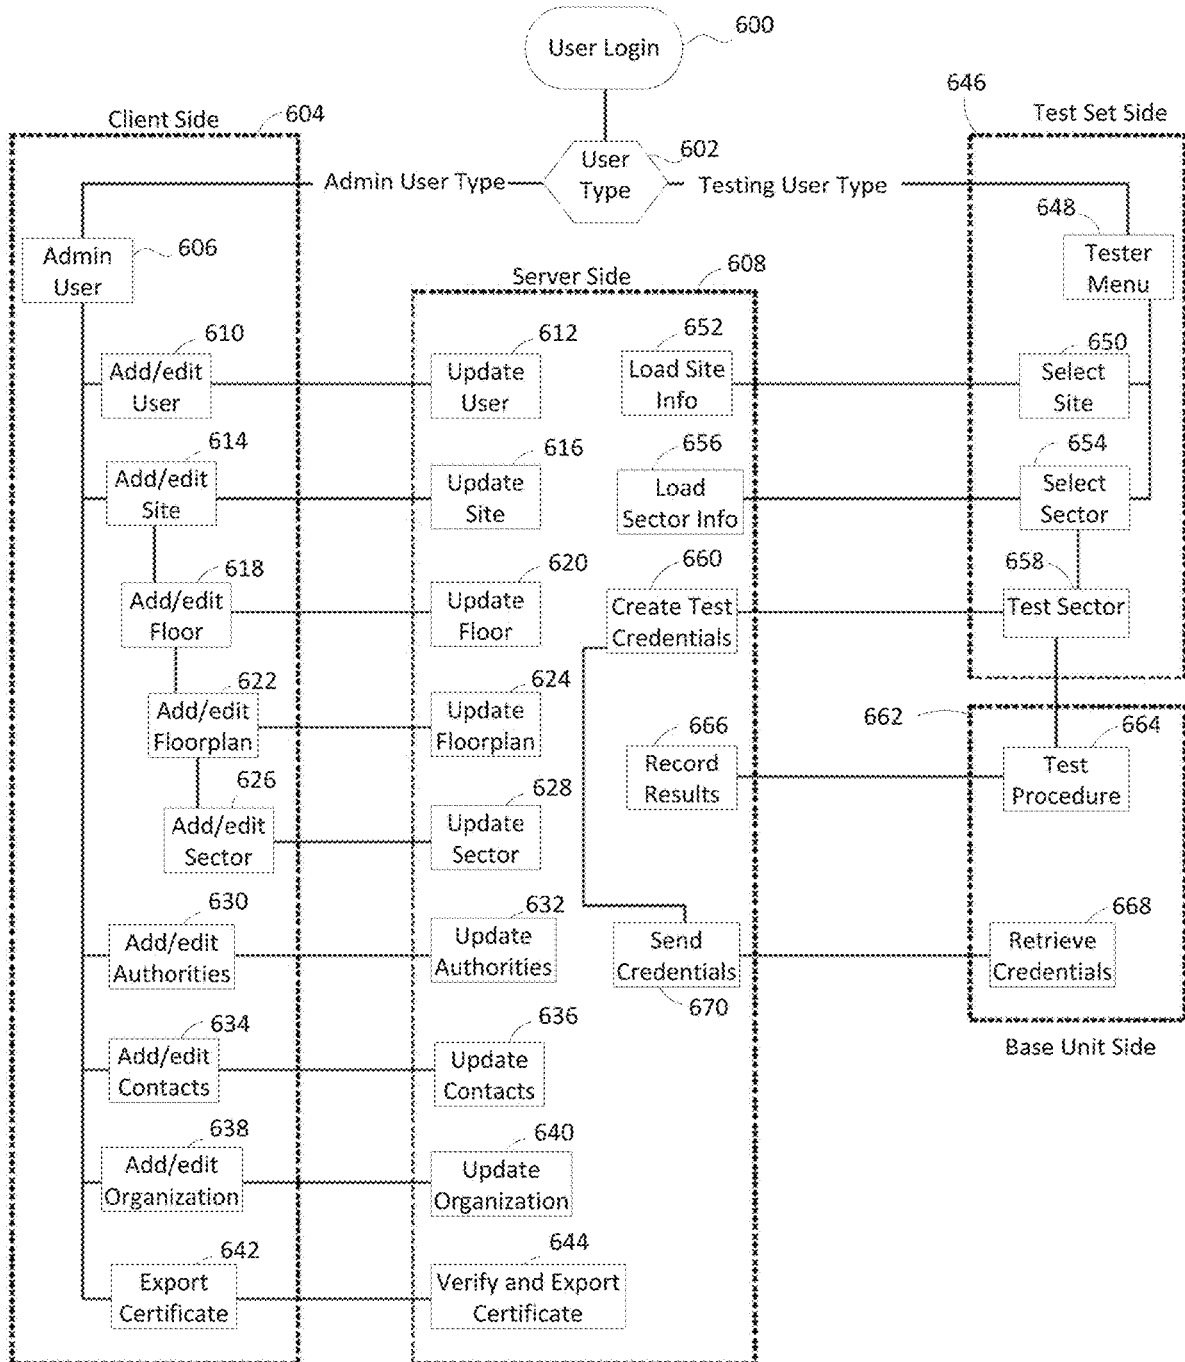 User Login
600
Client Side
604
646
Test Set Side
User
Type
602
Admin User Type
Testing User Type
Admin
User
606
648
Tester
Menu
Server Side
608
610
Add/edit
User
612
Update
User
652
Load Site
Info
650
Select
Site
614
Add/edit
Site
616
Update
Site
656
Load
Sector Info
654
Select
Sector
618
Add/edit
Floor
620
Update
Floor
660
Create Test
Credentials
658
Test Sector
622
Add/edit
Floorplan
624
Update
Floorplan
666
Record
Results
662
664
Test
Procedure
626
Add/edit
Sector
628
Update
Sector
630
Add/edit
Authorities
632
Update
Authorities
Send
Credentials
670
668
Retrieve
Credentials
Base Unit Side
634
Add/edit
Contacts
636
Update
Contacts
638
Add/edit
Organization
640
Update
Organization
642
Export
Certificate
644
Verify and Export
Certificate